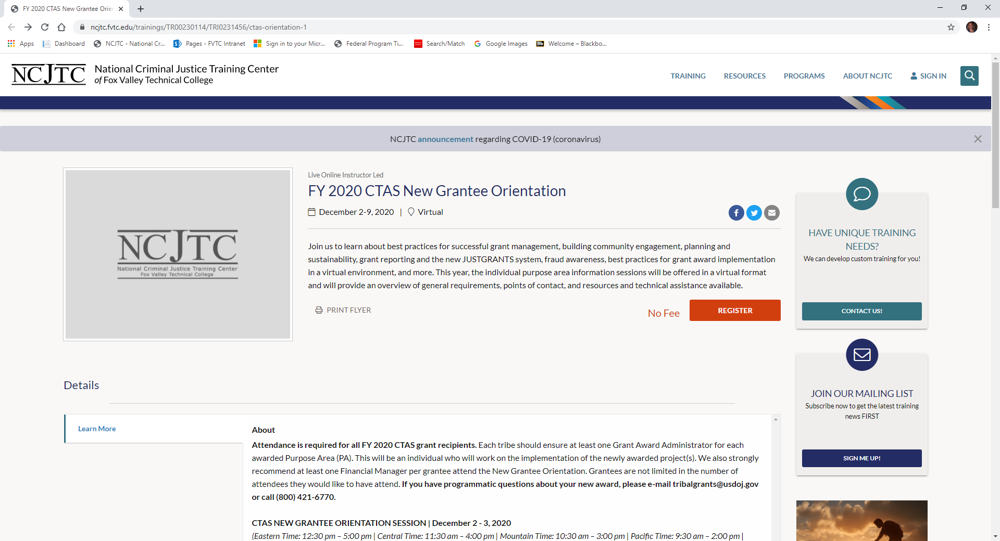 FY 2020 CTAS New Grantee Orier
ncjtc.fvtc.edu/trainings/TR00230114/TRI0231456/ctas-orientation-1
Apps Dashboard NCJTC - National Cr... Pages - FVTC Intranet Sign in to your Micr... Federal Program Ti... Search/Match Google Images Bb Welcome – Blackbo...
NCJTC National Criminal Justice Training Center
of Fox Valley Technical College
TRAINING RESOURCES PROGRAMS ABOUT NCJTC SIGN IN
NCJTC announcement regarding COVID-19 (coronavirus)
NCJTC
National Criminal Justice Training Center
Fox Valley Technical College
Live Online Instructor Led
FY 2020 CTAS New Grantee Orientation
December 2-9, 2020 | Virtual
Join us to learn about best practices for successful grant management, building community engagement, planning and
sustainability, grant reporting and the new JUSTGRANTS system, fraud awareness, best practices for grant award implementation
in a virtual environment, and more. This year, the individual purpose area information sessions will be offered in a virtual format
and will provide an overview of general requirements, points of contact, and resources and technical assistance available.
PRINT FLYER
No Fee
REGISTER
HAVE UNIQUE TRAINING
NEEDS?
We can develop custom training for you!
CONTACT US!
JOIN OUR MAILING LIST
Subscribe now to get the latest training
news FIRST
SIGN ME UP!
Details
Learn More
About
Attendance is required for all FY 2020 CTAS grant recipients. Each tribe should ensure at least one Grant Award Administrator for each
awarded Purpose Area (PA). This will be an individual who will work on the implementation of the newly awarded project(s). We also strongly
recommend at least one Financial Manager per grantee attend the New Grantee Orientation. Grantees are not limited in the number of
attendees they would like to have attend. If you have programmatic questions about your new award, please e-mail tribalgrants@usdoj.gov
or call (800) 421-6770.
CTAS NEW GRANTEE ORIENTATION SESSION | December 2 - 3, 2020
(Eastern Time: 12:30 pm – 5:00 pm | Central Time: 11:30 am – 4:00 pm | Mountain Time: 10:30 am – 3:00 pm | Pacific Time: 9:30 am – 2:00 pm |